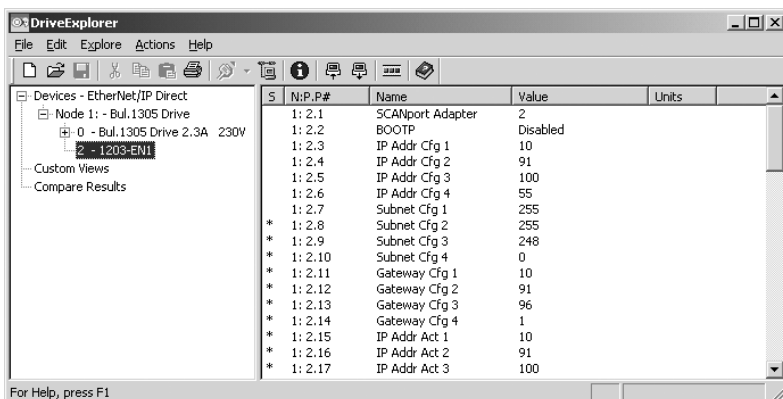 DriveExplorer
File Edit Explore Actions Help
Devices - EtherNet/IP Direct
Node 1: - Bul.1305 Drive
0 - Bul.1305 Drive 2.3A 230V
2 - 1203-EN1
Custom Views
Compare Results
S N:P.P# Name Value Units
1: 2.1 SCANport Adapter 2
1: 2.2 BOOTP Disabled
1: 2.3 IP Addr Cfg 1 10
1: 2.4 IP Addr Cfg 2 91
1: 2.5 IP Addr Cfg 3 100
1: 2.6 IP Addr Cfg 4 55
1: 2.7 Subnet Cfg 1 255
* 1: 2.8 Subnet Cfg 2 255
* 1: 2.9 Subnet Cfg 3 248
* 1: 2.10 Subnet Cfg 4 0
* 1: 2.11 Gateway Cfg 1 10
* 1: 2.12 Gateway Cfg 2 91
* 1: 2.13 Gateway Cfg 3 96
* 1: 2.14 Gateway Cfg 4 1
* 1: 2.15 IP Addr Act 1 10
* 1: 2.16 IP Addr Act 2 91
* 1: 2.17 IP Addr Act 3 100
For Help, press F1